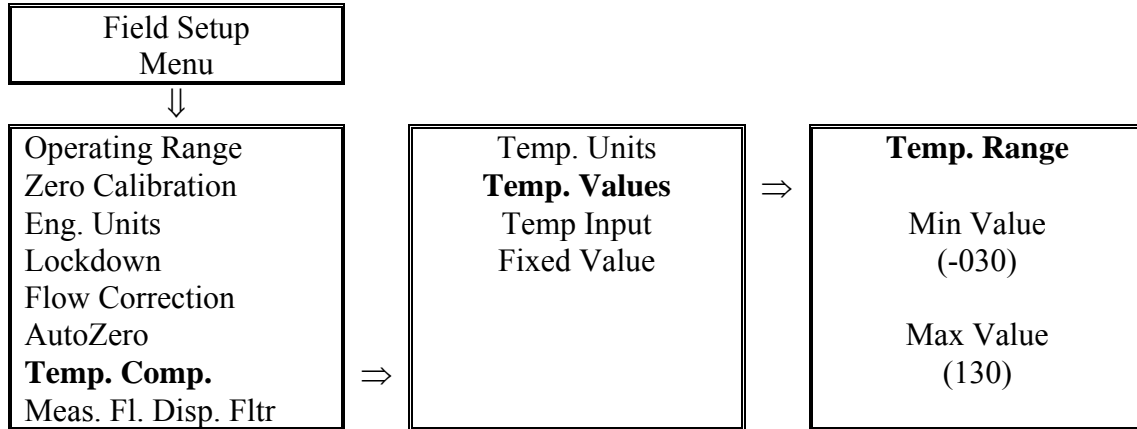 Field Setup
Menu
⇓
Operating Range
Zero Calibration
Eng. Units
Lockdown
Flow Correction
AutoZero
Temp. Comp.
Meas. Fl. Disp. Fltr
⇒
Temp. Units
Temp. Values
Temp Input
Fixed Value
⇒
Temp. Range
Min Value
(-030)
Max Value
(130)